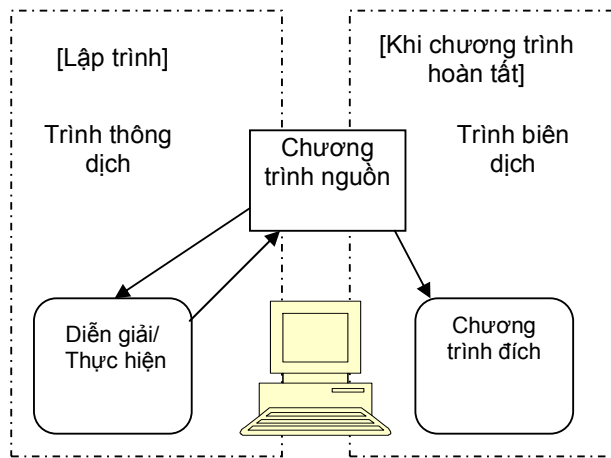 [Lập trình]
[Khi chương trình
hoàn tất]
Trình thông
dịch
Chương
trình nguồn
Trình biên
dịch
Diễn giải/
Thực hiện
Chương
trình đích